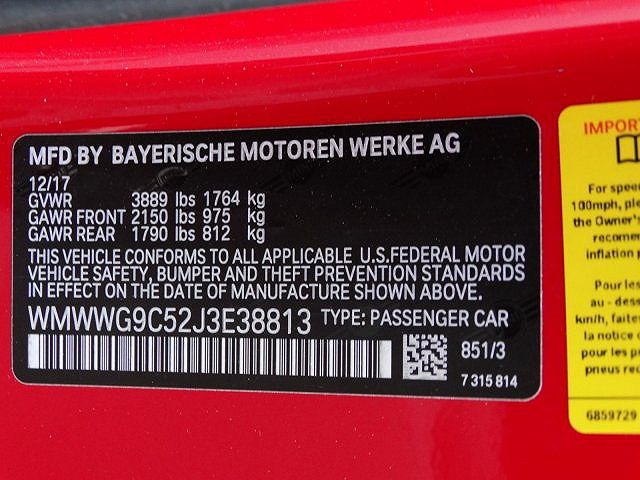 MFD BY BAYERISCHE MOTOREN WERKE AG
12/17
GVWR 3889 lbs 1764 kg
GAWR FRONT 2150 lbs 975 kg
GAWR REAR 1790 lbs 812 kg
THIS VEHICLE CONFORMS TO ALL APPLICABLE U.S.FEDERAL MOTOR
VEHICLE SAFETY, BUMPER AND THEFT PREVENTION STANDARDS
IN EFFECT ON THE DATE OF MANUFACTURE SHOWN ABOVE.
WMWWG9C52J3E38813 TYPE: PASSENGER CAR
851/3
7 315 814
IMPORT
For spee
100mph, ple
the Owner's
recomm
inflation p
Pour les
au - dess
km/h, faites
la notice
pour les p
pneus rec
6859729